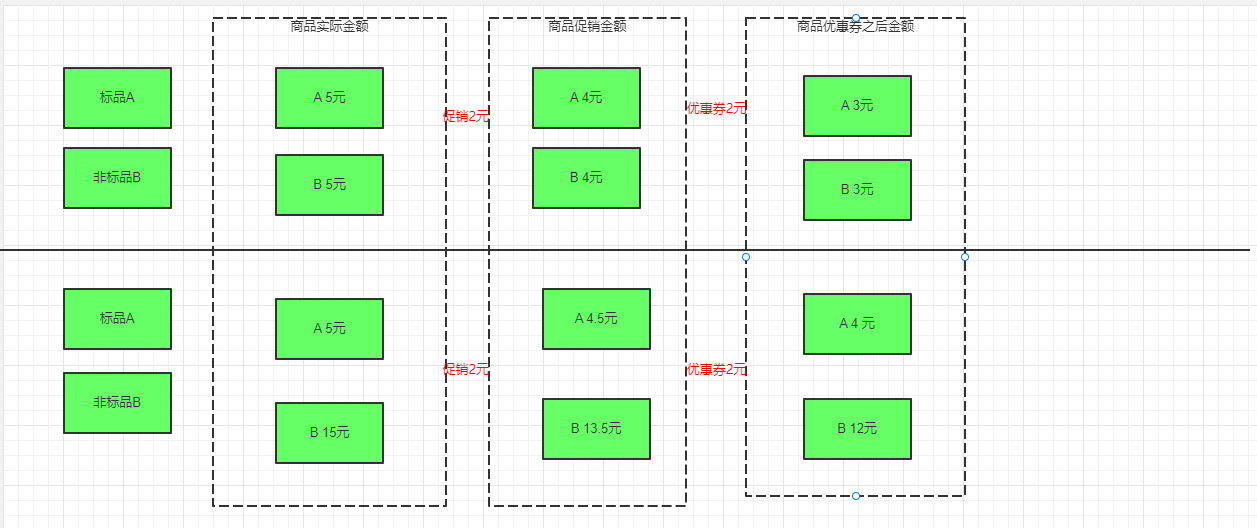 商品实际金额
商品促销金额
商品优惠券之后金额
标品A
A 5元
促销2元
A 4元
优惠券2元
A 3元
非标品B
B 5元
B 4元
B 3元
标品A
A 5元
A 4.5元
A 4 元
促销2元
优惠券2元
非标品B
B 15元
B 13.5元
B 12元